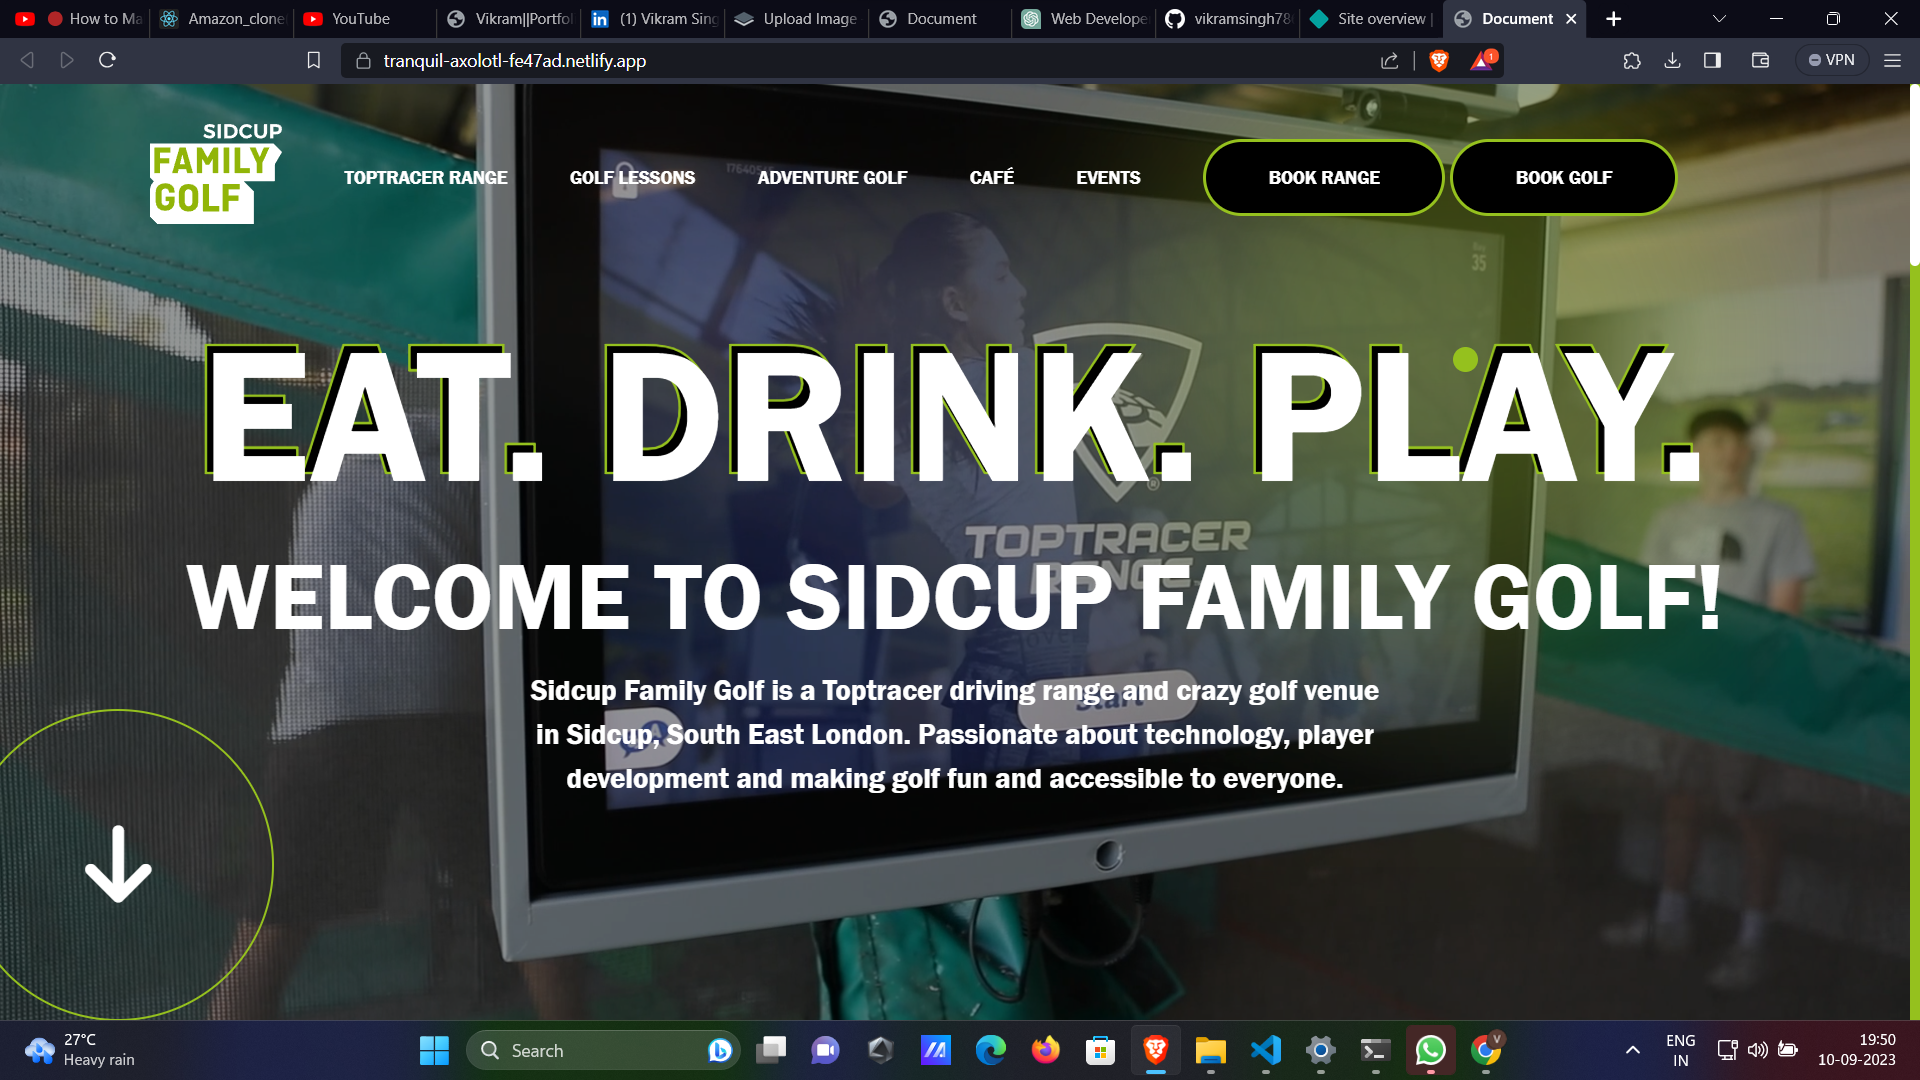 How to Ma
Amazon_clone
YouTube
Vikram||Portfol
(1) Vikram Sing
Upload Image
Document
Web Develope
vikramsingh78
Site overview |
Document
tranquil-axolotl-fe47ad.netlify.app
1
VPN
SIDCUP
FAMILY
GOLF
TOPTRACER RANGE
GOLF LESSONS
ADVENTURE GOLF
CAFÉ
EVENTS
BOOK RANGE
BOOK GOLF
35
EAT. DRINK. PLAY.
®
TOPTRACER
RANGE
WELCOME TO SIDCUP FAMILY GOLF!
Sidcup Family Golf is a Toptracer driving range and crazy golf venue
in Sidcup, South East London. Passionate about technology, player
development and making golf fun and accessible to everyone.
Start
27°C
Heavy rain
Search
V
ENG
IN
19:50
10-09-2023